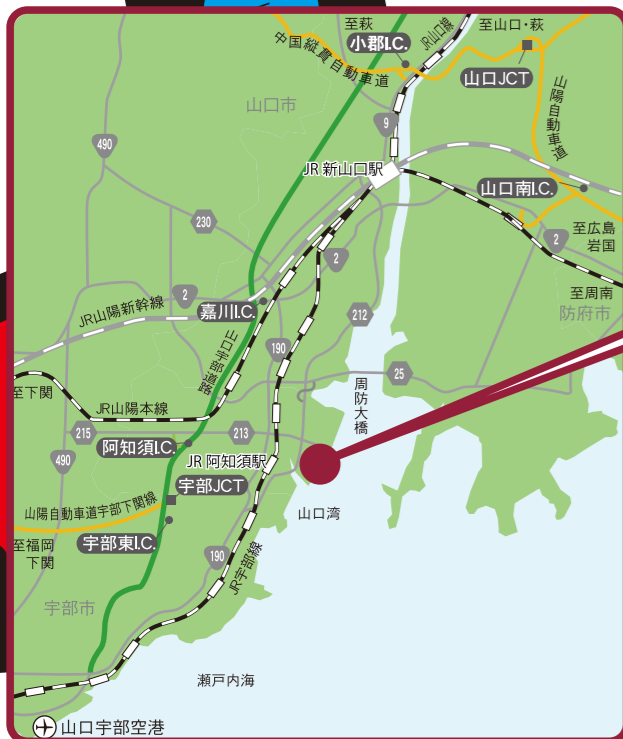 至萩
小郡I.C.
JR山口線
至山口・萩
中国縦貫自動車道
山口JCT
山口市
9
山陽自動車道
490
JR 新山口駅
山口南I.C.
230
2
至広島
岩国
2
2
至周南
JR山陽新幹線
嘉川I.C.
防府市
212
山口宇部道路
190
至下関
25
周防大橋
JR山陽本線
215
213
阿知須I.C.
JR 阿知須駅
490
宇部JCT
山陽自動車道宇部下関線
山口湾
宇部東I.C.
至福岡
下関
190
JR宇部線
宇部市
瀬戸内海
山口宇部空港